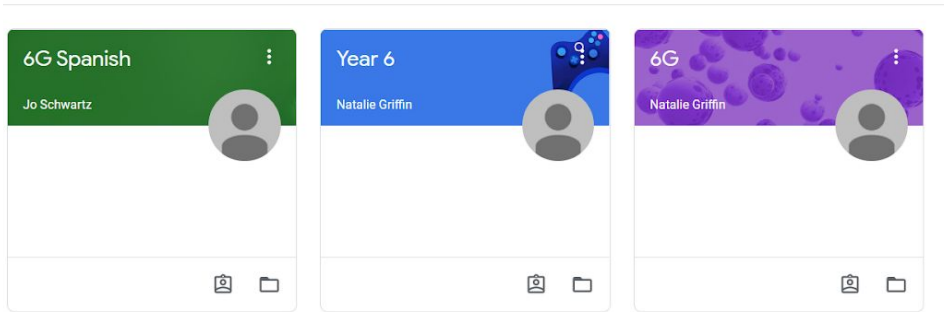 6G Spanish
Jo Schwartz
Year 6
Natalie Griffin
6G
Natalie Griffin